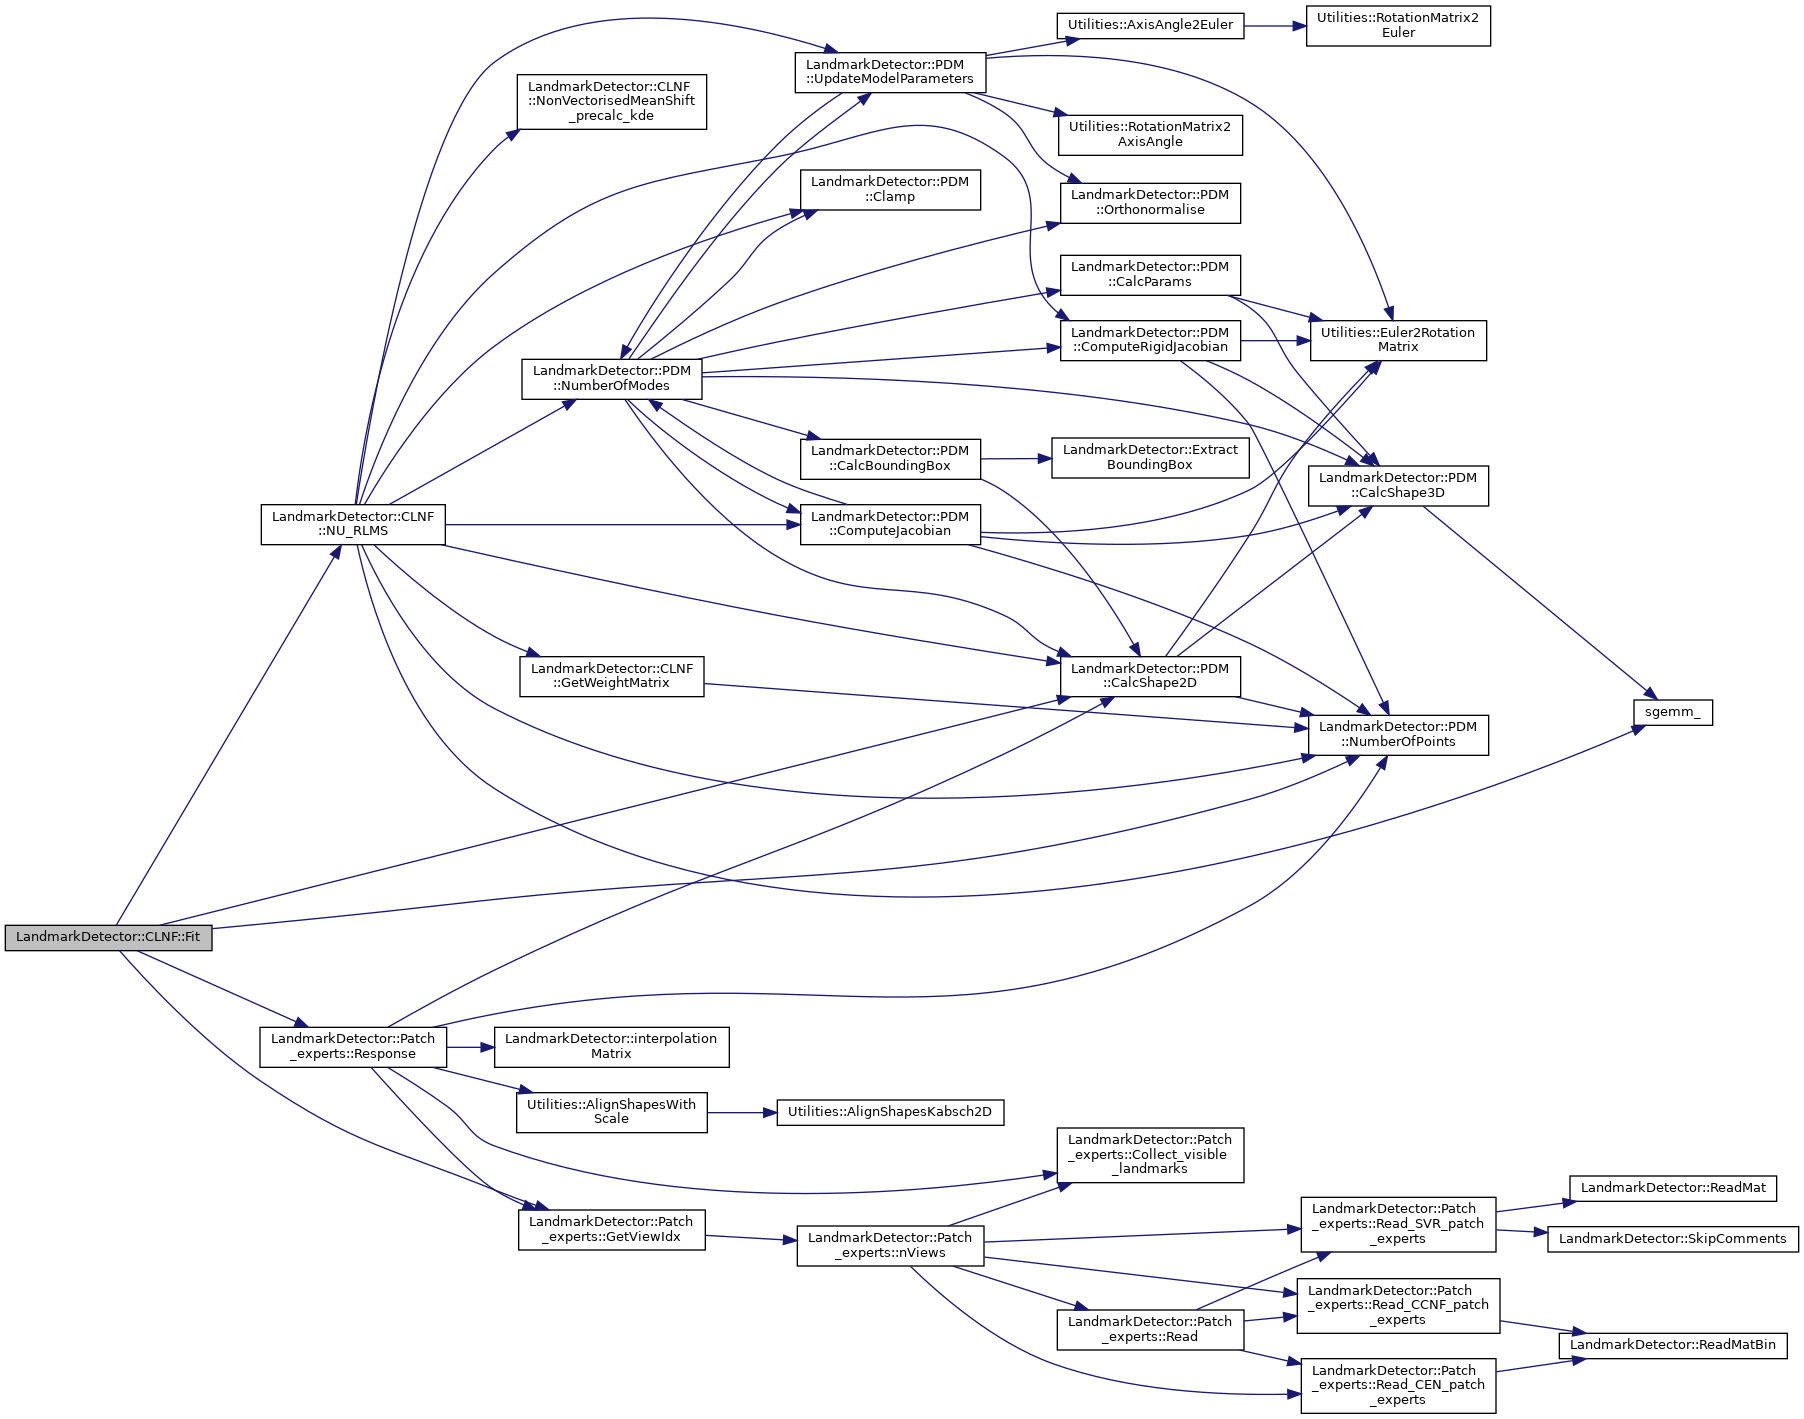 Utilities::AxisAngle2Euler
Utilities::RotationMatrix2
Euler
LandmarkDetector::PDM
::UpdateModelParameters
LandmarkDetector::CLNF
::NonVectorisedMeanShift
_precalc_kde
Utilities::RotationMatrix2
AxisAngle
LandmarkDetector::PDM
::Clamp
LandmarkDetector::PDM
::Orthonormalise
LandmarkDetector::PDM
::CalcParams
LandmarkDetector::PDM
::ComputeRigidJacobian
Utilities::Euler2Rotation
Matrix
LandmarkDetector::PDM
::NumberOfModes
LandmarkDetector::PDM
::CalcBoundingBox
LandmarkDetector::Extract
BoundingBox
LandmarkDetector::PDM
::CalcShape3D
LandmarkDetector::CLNF
::NU_RLMS
LandmarkDetector::PDM
::ComputeJacobian
LandmarkDetector::CLNF
::GetWeightMatrix
LandmarkDetector::PDM
::CalcShape2D
sgemm_
LandmarkDetector::PDM
::NumberOfPoints
LandmarkDetector::CLNF::Fit
LandmarkDetector::Patch
_experts::Response
LandmarkDetector::interpolation
Matrix
Utilities::AlignShapesWith
Scale
Utilities::AlignShapesKabsch2D
LandmarkDetector::Patch
_experts::Collect_visible
_landmarks
LandmarkDetector::Patch
_experts::GetViewIdx
LandmarkDetector::Patch
_experts::nViews
LandmarkDetector::Patch
_experts::Read_SVR_patch
_experts
LandmarkDetector::ReadMat
LandmarkDetector::SkipComments
LandmarkDetector::Patch
_experts::Read
LandmarkDetector::Patch
_experts::Read_CCNF_patch
_experts
LandmarkDetector::ReadMatBin
LandmarkDetector::Patch
_experts::Read_CEN_patch
_experts